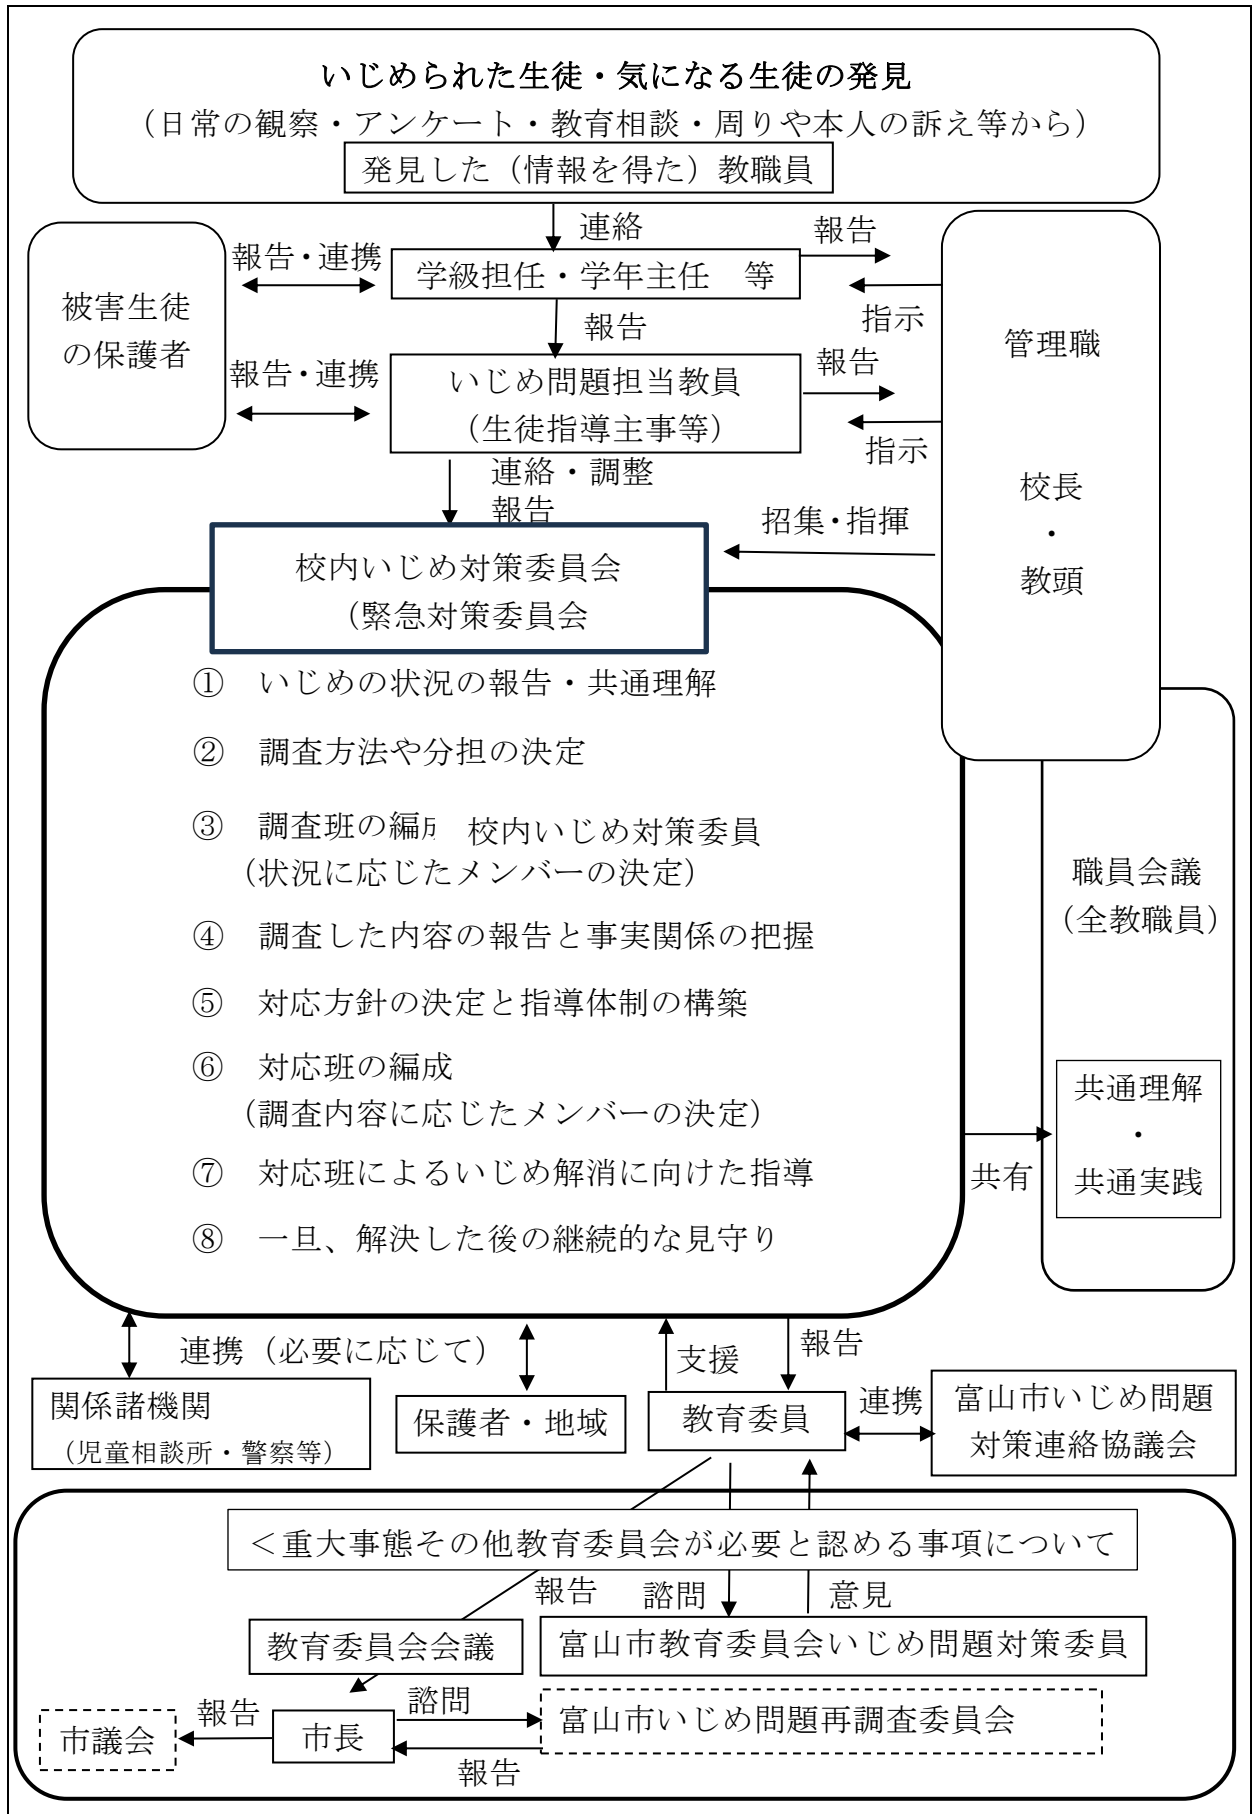 いじめられた生徒・気になる生徒の発見
（日常の観察・アンケート・教育相談・周りや本人の訴え等から）
発見した（情報を得た）教職員
連絡
報告
報告・連携
学級担任・学年主任　等
指示
被害生徒
の保護者
報告
管理職
報告・連携
いじめ問題担当教員
（生徒指導主事等）
報告
指示
連絡・調整
報告
招集・指揮
校長
・
教頭
校内いじめ対策委員会
（緊急対策委員会
①　いじめの状況の報告・共通理解
②　調査方法や分担の決定
③　調査班の編
校内いじめ対策委員
（状況に応じたメンバーの決定）
④　調査した内容の報告と事実関係の把握
⑤　対応方針の決定と指導体制の構築
⑥　対応班の編成
（調査内容に応じたメンバーの決定）
⑦　対応班によるいじめ解消に向けた指導
⑧　一旦、解決した後の継続的な見守り
職員会議
（全教職員）
共通理解
・
共通実践
共有
連携（必要に応じて）
支援
報告
関係諸機関
（児童相談所・警察等）
保護者・地域
教育委員
連携
富山市いじめ問題
対策連絡協議会
＜重大事態その他教育委員会が必要と認める事項について
報告
諮問
意見
教育委員会会議
富山市教育委員会いじめ問題対策委員
市議会
報告
市長
諮問
報告
富山市いじめ問題再調査委員会